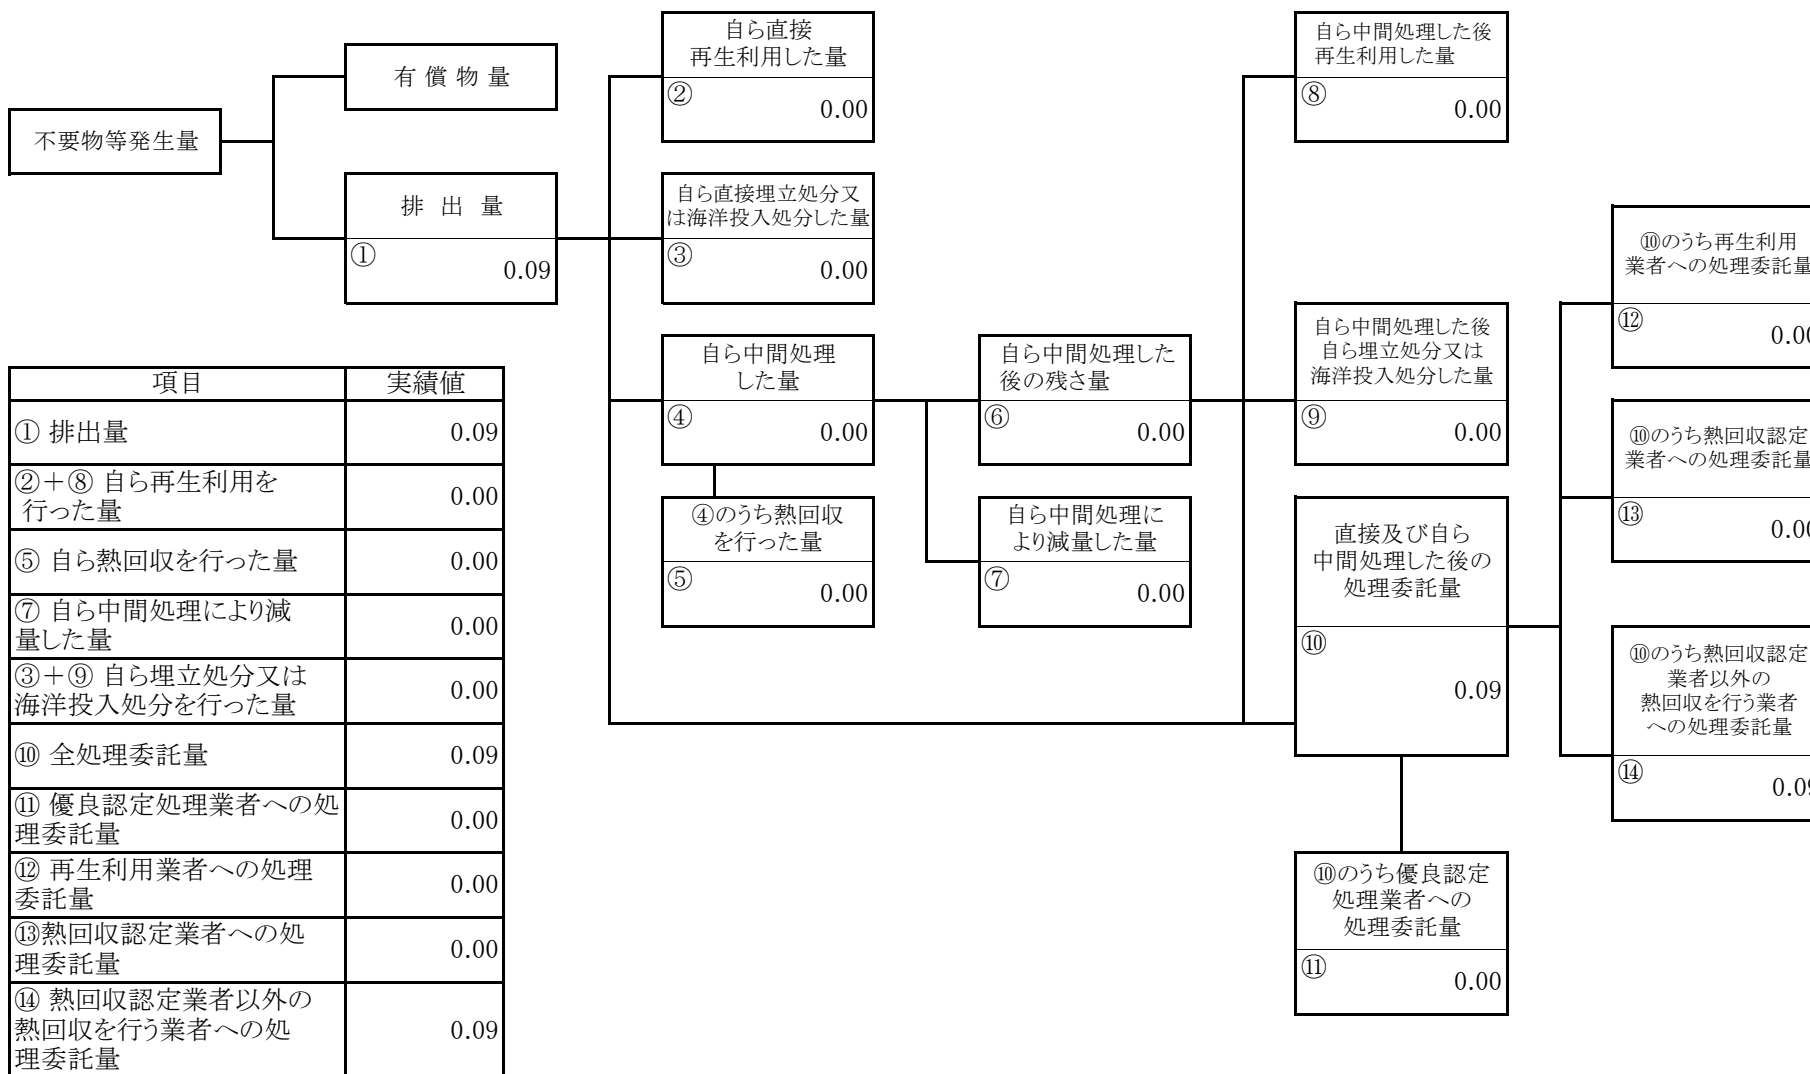 不要物等発生量
有 償 物 量
排 出 量
① 0.09
自ら直接
再生利用した量
② 0.00
自ら直接埋立処分又
は海洋投入処分した量
③ 0.00
自ら中間処理
した量
④ 0.00
④のうち熱回収
を行った量
⑤ 0.00
自ら中間処理した
後の残さ量
⑥ 0.00
自ら中間処理に
より減量した量
⑦ 0.00
自ら中間処理した後
再生利用した量
⑧ 0.00
自ら中間処理した後
自ら埋立処分又は
海洋投入処分した量
⑨ 0.00
直接及び自ら
中間処理した後の
処理委託量
⑩
0.09
⑩のうち優良認定
処理業者への
処理委託量
⑪ 0.00
⑩のうち再生利用
業者への処理委託量
⑫ 0.00
⑩のうち熱回収認定
業者への処理委託量
⑬ 0.00
⑩のうち熱回収認定
業者以外の
熱回収を行う業者
への処理委託量
⑭ 0.09
項目 実績値
① 排出量 0.09
②＋⑧ 自ら再生利用を
行った量 0.00
⑤ 自ら熱回収を行った量 0.00
⑦ 自ら中間処理により減
量した量 0.00
③＋⑨ 自ら埋立処分又は
海洋投入処分を行った量 0.00
⑩ 全処理委託量 0.09
⑪ 優良認定処理業者への処
理委託量 0.00
⑫ 再生利用業者への処理
委託量 0.00
⑬熱回収認定業者への処
理委託量 0.00
⑭ 熱回収認定業者以外の
熱回収を行う業者への処
理委託量 0.09